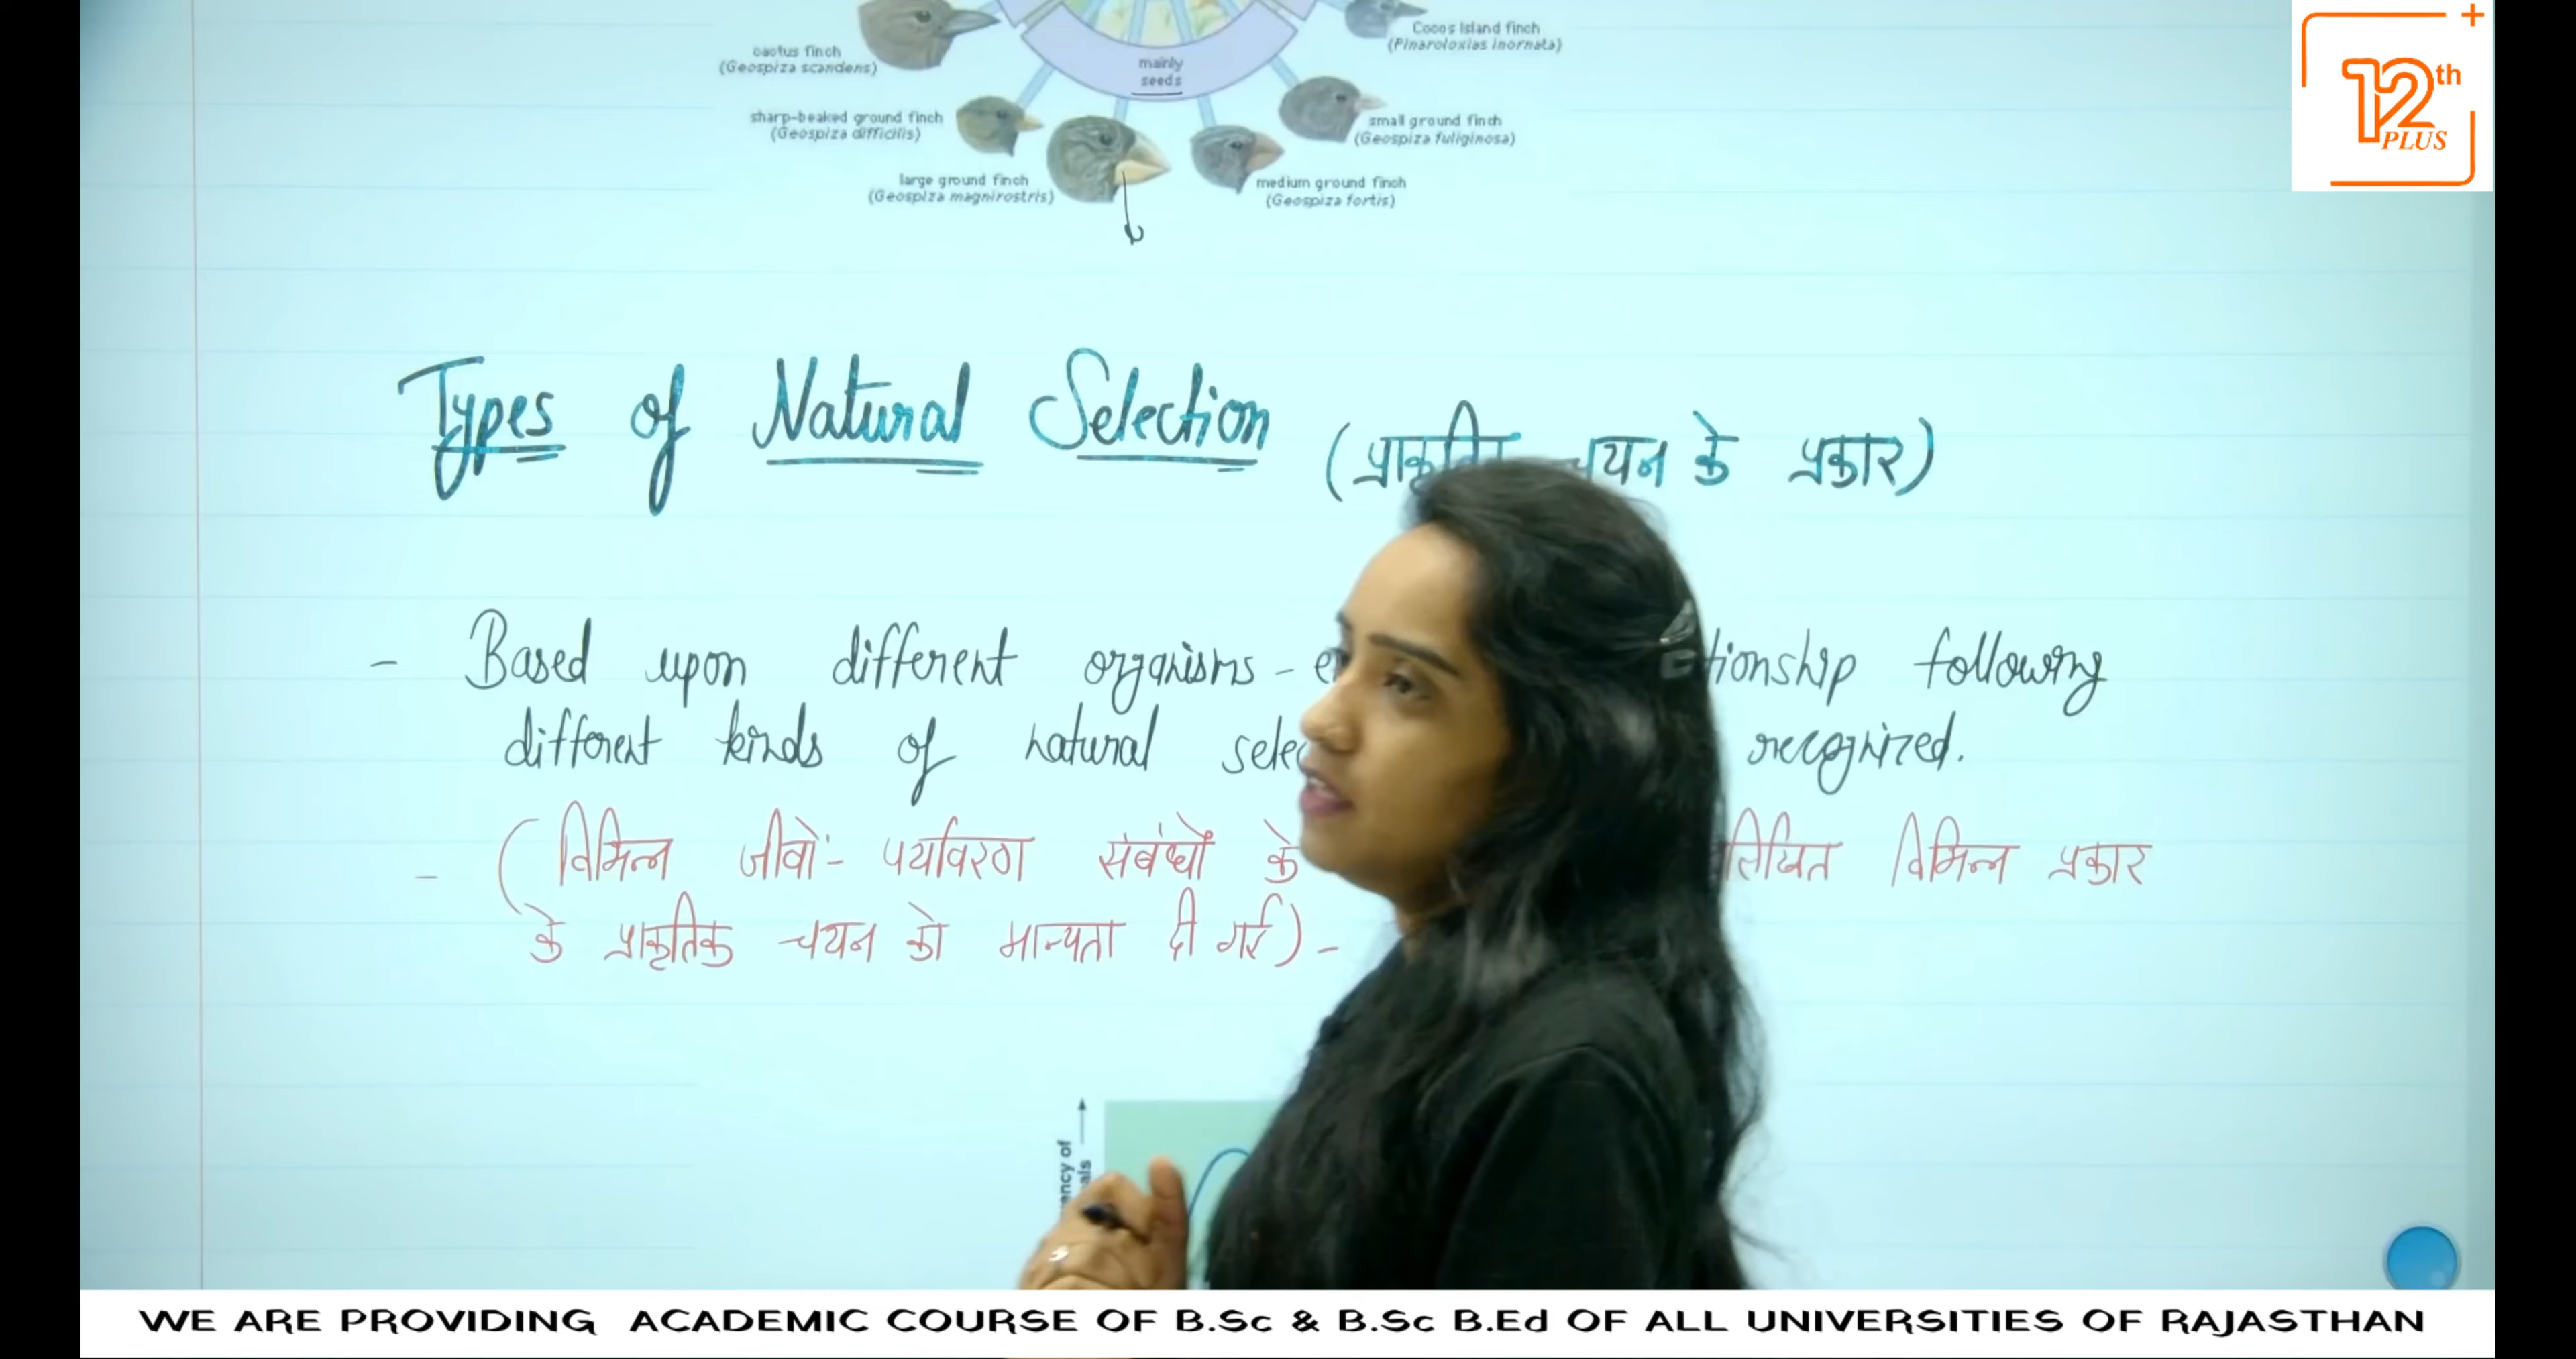 cactus finch
(Geospiza scandens)
Cocos Island finch
(Pinaroloxias inornata)
mainly
seeds
sharp-beaked ground finch
(Geospiza difficilis)
small ground finch
(Geospiza fuliginosa)
large ground finch
(Geospiza magnirostris)
medium ground finch
(Geospiza fortis)
12th
PLUS
Types of Natural Selection ( चयन के प्रकार)
- Based upon different organisms - following
different kinds of natural recognized.
- (विभिन्न जीवों:- पर्यावरण संबंधों के विभिन्न प्रकार
के प्राकृतिक चयन को मान्यता दी गई) -
WE ARE PROVIDING ACADEMIC COURSE OF B.Sc & B.Sc B.Ed OF ALL UNIVERSITIES OF RAJASTHAN